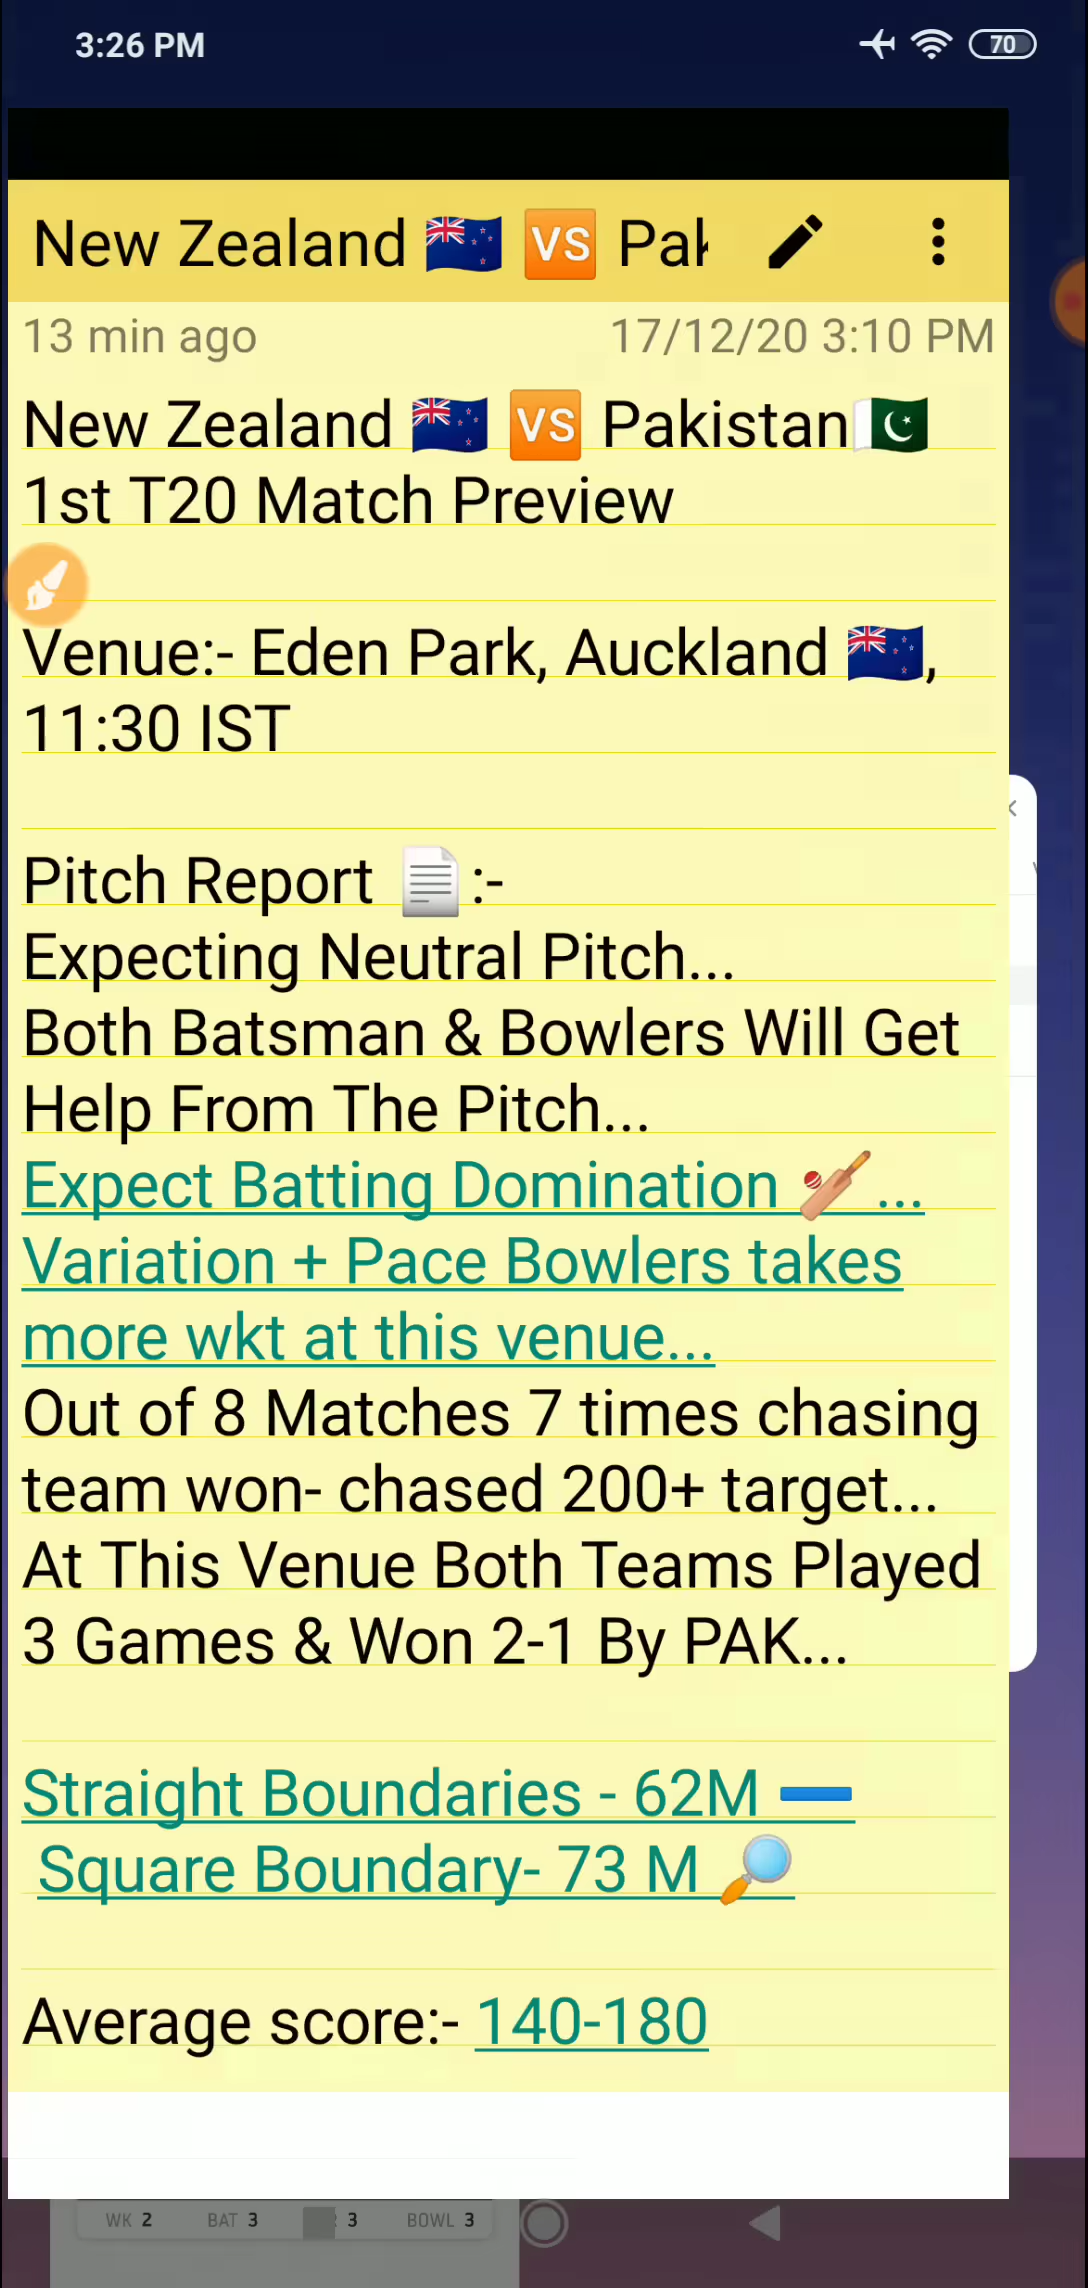 3:26 PM
70
New Zealand 🇳🇿 🆚 Pak
13 min ago 17/12/20 3:10 PM
New Zealand 🇳🇿 🆚 Pakistan🇵🇰
1st T20 Match Preview
Venue:- Eden Park, Auckland 🇳🇿,
11:30 IST
Pitch Report 📄:-
Expecting Neutral Pitch...
Both Batsman & Bowlers Will Get
Help From The Pitch...
Expect Batting Domination 🏏...
Variation + Pace Bowlers takes
more wkt at this venue...
Out of 8 Matches 7 times chasing
team won- chased 200+ target...
At This Venue Both Teams Played
3 Games & Won 2-1 By PAK...
Straight Boundaries - 62M ➖
Square Boundary- 73 M 🔎
Average score:- 140-180
WK 2 BAT 3 3 BOWL 3